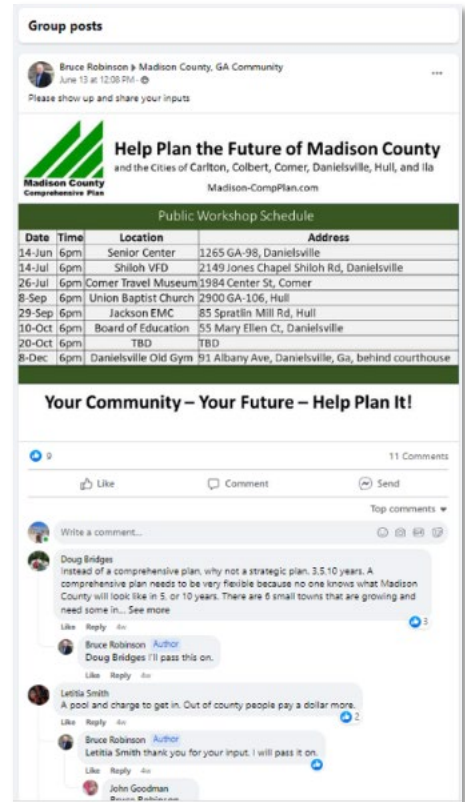 Group posts
Bruce Robinson ▸ Madison County, GA Community
June 13 at 12:08 PM ·
Please show up and share your inputs
Madison County
Comprehensive Plan
Help Plan the Future of Madison County
and the Cities of Carlton, Colbert, Comer, Danielsville, Hull, and Ila
Madison-CompPlan.com
Public Workshop Schedule
Date Time Location Address
14-Jun 6pm Senior Center 1265 GA-98, Danielsville
14-Jul 6pm Shiloh VFD 2149 Jones Chapel Shiloh Rd, Danielsville
26-Jul 6pm Comer Travel Museum 1984 Center St, Comer
8-Sep 6pm Union Baptist Church 2900 GA-106, Hull
29-Sep 6pm Jackson EMC 85 Spratlin Mill Rd, Hull
10-Oct 6pm Board of Education 55 Mary Ellen Ct, Danielsville
20-Oct 6pm TBD TBD
8-Dec 6pm Danielsville Old Gym 91 Albany Ave, Danielsville, Ga, behind courthouse
Your Community – Your Future – Help Plan It!
9 11 Comments
Like Comment Send
Top comments
Write a comment...
Doug Bridges
Instead of a comprehensive plan, why not a strategic plan. 3.5.10 years. A
comprehensive plan needs to be very flexible because no one knows what Madison
County will look like in 5, or 10 years. There are 6 small towns that are growing and
need some in... See more
Like Reply 4w 3
Bruce Robinson Author
Doug Bridges I'll pass this on.
Like Reply 4w
Letitia Smith
A pool and charge to get in. Out of county people pay a dollar more.
Like Reply 4w 2
Bruce Robinson Author
Letitia Smith thank you for your input. I will pass it on.
Like Reply 4w
John Goodman
Bruce Robinson